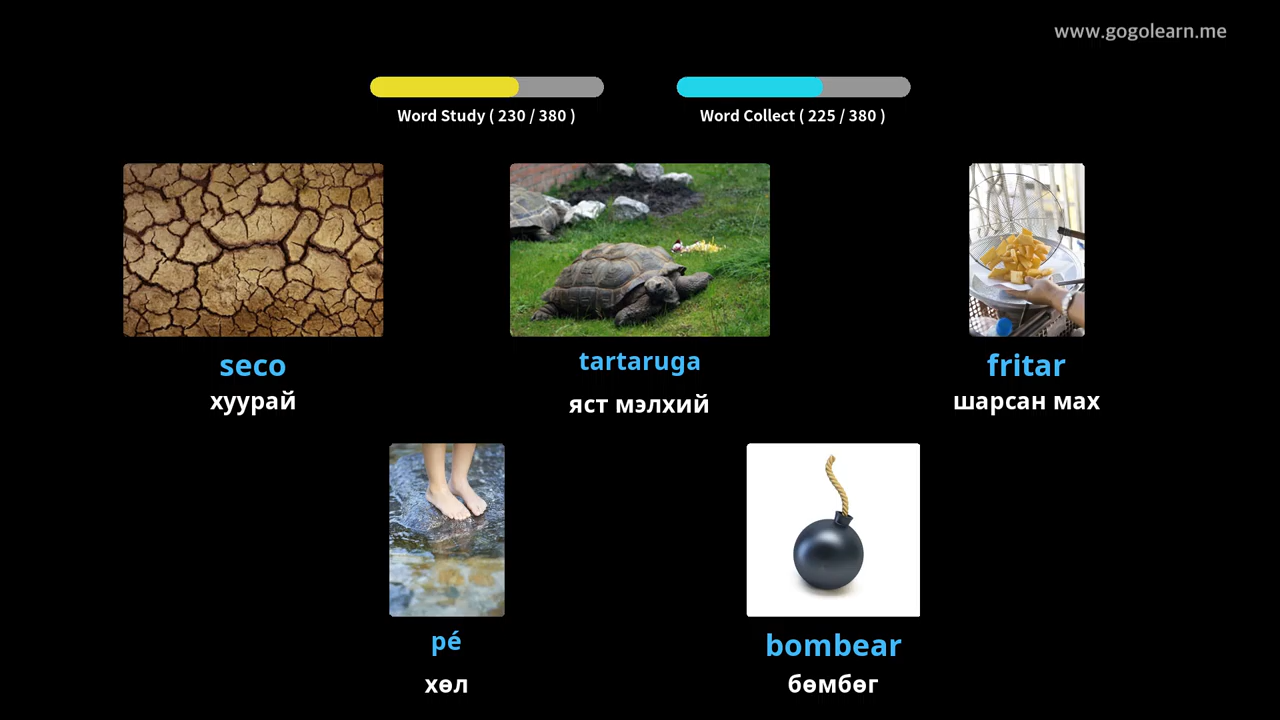 www.gogolearn.me
Word Study ( 230 / 380 )
Word Collect ( 225 / 380 )
seco
хуурай
tartaruga
яст мэлхий
fritar
шарсан мах
pé
хөл
bombear
бөмбөг